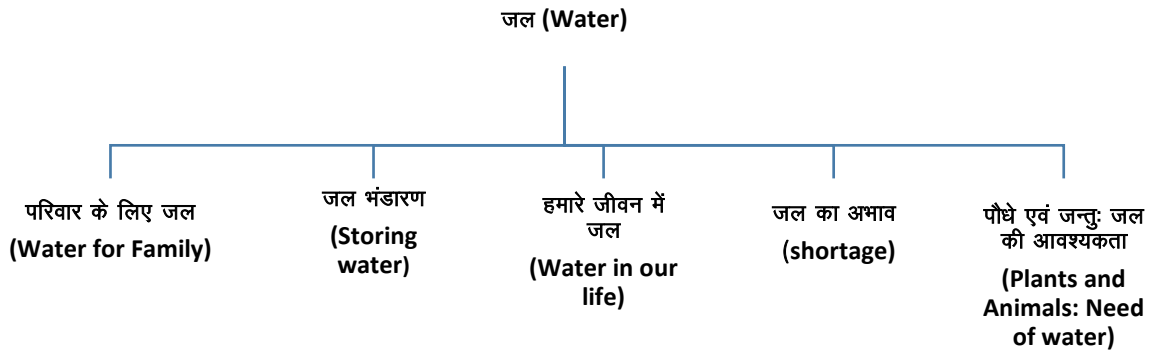 जल (Water)
परिवार के लिए जल
(Water for Family)
जल भंडारण
(Storing
water)
हमारे जीवन में
जल
(Water in our
life)
जल का अभाव
(shortage)
पौधे एवं जन्तुः जल
की आवश्यकता
(Plants and
Animals: Need
of water)